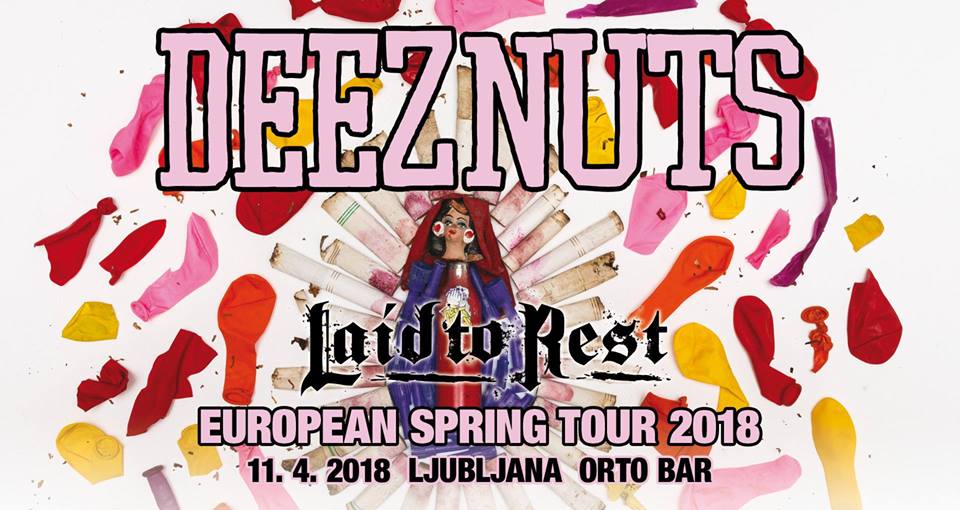 DEEZ NUTS
Laid to Rest
EUROPEAN SPRING TOUR 2018
11. 4. 2018 LJUBLJANA ORTO BAR